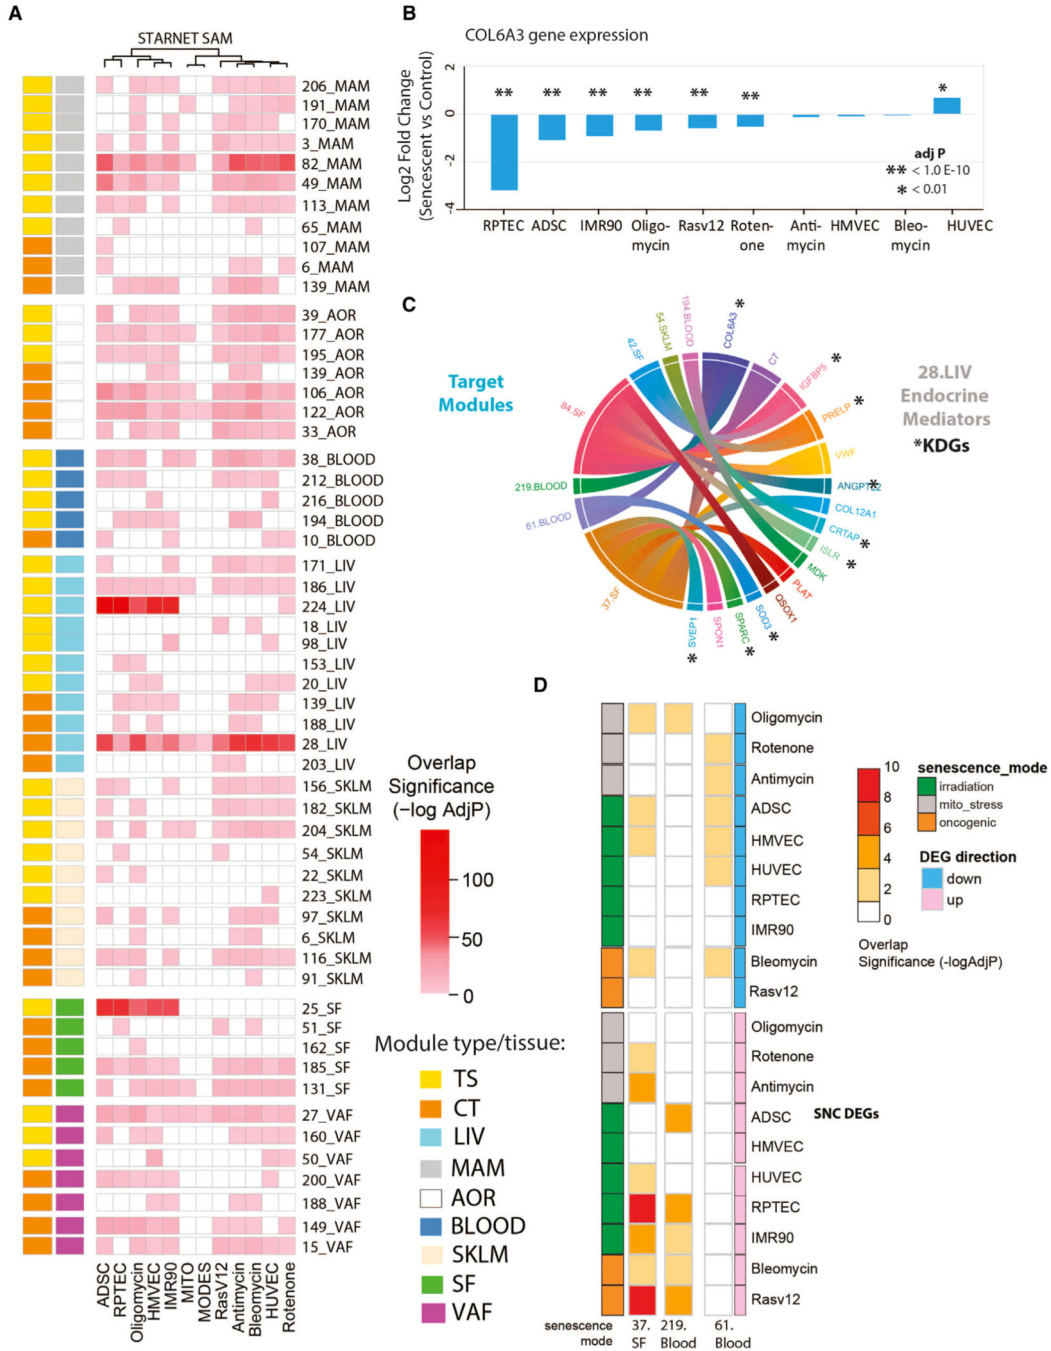 A
STARNET SAM
206_MAM
191_MAM
170_MAM
3_MAM
82_MAM
49_MAM
113_MAM
65_MAM
107_MAM
6_MAM
139_MAM
39_AOR
177_AOR
195_AOR
139_AOR
106_AOR
122_AOR
33_AOR
38_BLOOD
212_BLOOD
216_BLOOD
194_BLOOD
10_BLOOD
171_LIV
186_LIV
224_LIV
18_LIV
98_LIV
153_LIV
20_LIV
139_LIV
188_LIV
28_LIV
203_LIV
156_SKLM
182_SKLM
204_SKLM
54_SKLM
22_SKLM
223_SKLM
97_SKLM
6_SKLM
116_SKLM
91_SKLM
25_SF
51_SF
162_SF
185_SF
131_SF
27_VAF
160_VAF
50_VAF
200_VAF
188_VAF
149_VAF
15_VAF
ADSC
RPTEC
Oligomycin
HMVEC
IMR90
MITO
MODES
RasV12
Antimycin
Bleomycin
HUVEC
Rotenone
Overlap
Significance
(−log AdjP)
100
50
0
Module type/tissue:
TS
CT
LIV
MAM
AOR
BLOOD
SKLM
SF
VAF
B
COL6A3 gene expression
Log2 Fold Change
(Sencescent vs Control)
2
0
-2
-4
** ** ** ** ** ** *
adj P
** < 1.0 E-10
* < 0.01
RPTEC
ADSC
IMR90
Oligo-
mycin
Rasv12
Roten-
one
Anti-
mycin
HMVEC
Bleo-
mycin
HUVEC
C
Target
Modules
28.LIV
Endocrine
Mediators
*KDGs
194.BLOOD
54.SKLM
42.SF
84.SF
219.BLOOD
61.BLOOD
37.SF
COL6A3 *
C7
IGFBP5 *
PRELP *
VWF
COL12A1
CRTAP *
ISLR *
MDK
PLAT
QSOX1
SOD3 *
SPARC *
SPON1
SVEP1 *
D
Oligomycin
Rotenone
Antimycin
ADSC
HMVEC
HUVEC
RPTEC
IMR90
Bleomycin
Rasv12
Oligomycin
Rotenone
Antimycin
ADSC
HMVEC
HUVEC
RPTEC
IMR90
Bleomycin
Rasv12
SNC DEGs
senescence
mode
37.
SF
219.
Blood
61.
Blood
10
8
6
4
2
0
Overlap
Significance (-logAdjP)
senescence_mode
irradiation
mito_stress
oncogenic
DEG direction
down
up